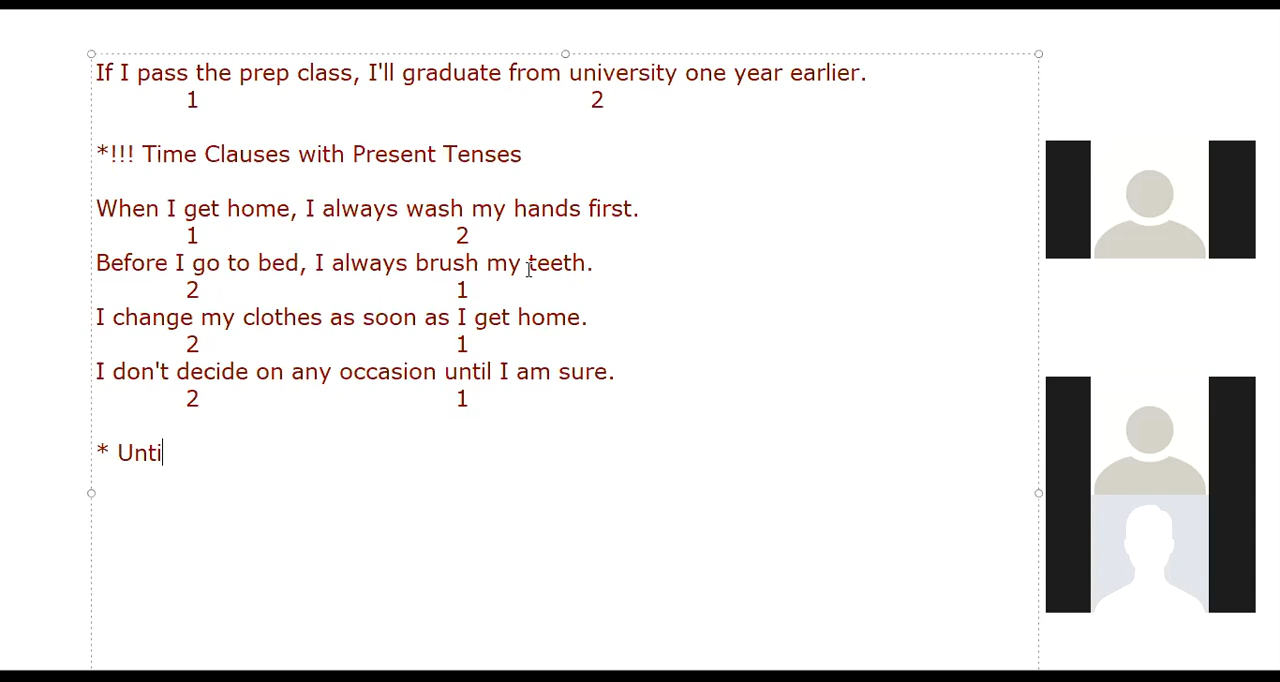 If I pass the prep class, I'll graduate from university one year earlier.
1 2
*!!! Time Clauses with Present Tenses
When I get home, I always wash my hands first.
1 2
Before I go to bed, I always brush my teeth.
2 1
I change my clothes as soon as I get home.
2 1
I don't decide on any occasion until I am sure.
2 1
* Unti